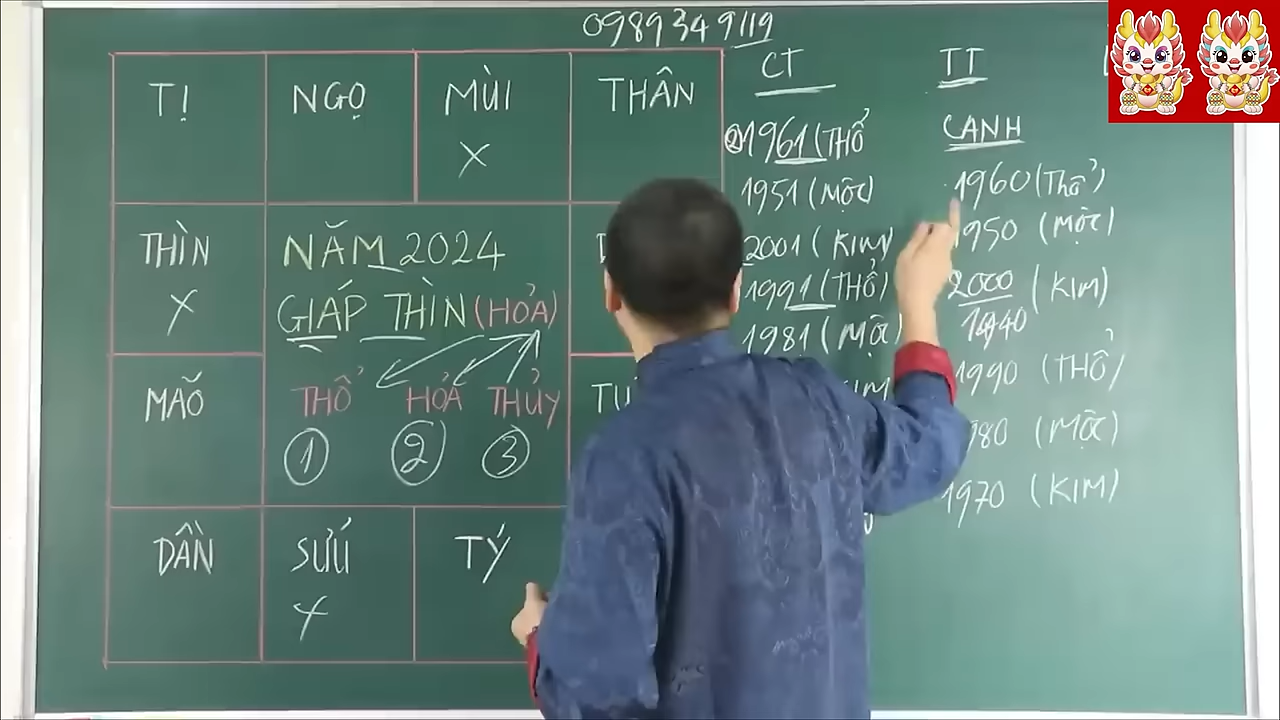 0989349119
TỊ NGỌ MÙI THÂN
X
THÌN
X
NĂM 2024
GIÁP THÌN (HỎA)
MÃO
THỔ HỎA THỦY
1 2 3
DẦN SỬU TÝ
X
CT
② 1961 (THỔ
1951 (MỘC)
2001 (KIM)
1991 (THỔ)
1981 (MỘC)
TT
CANH
1960 (Thổ)
1950 (MỘC)
2000 (KIM)
1940
1990 (THỔ)
980 (MỘC)
1970 (KIM)